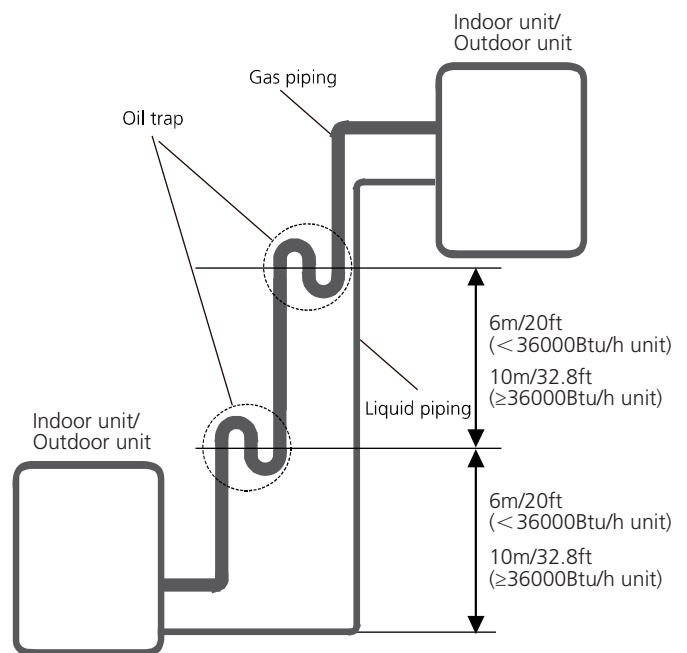 Indoor unit/
Outdoor unit
Gas piping
Oil trap
6m/20ft
(<36000Btu/h unit)
10m/32.8ft
(≥36000Btu/h unit)
Liquid piping
Indoor unit/
Outdoor unit
6m/20ft
(<36000Btu/h unit)
10m/32.8ft
(≥36000Btu/h unit)